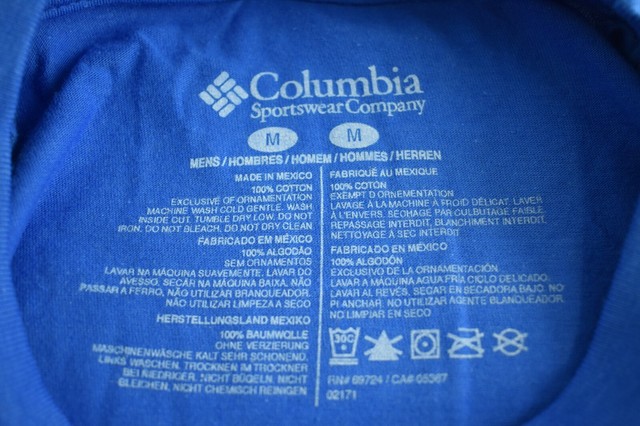 Columbia
Sportswear Company
M M
MENS / HOMBRES / HOMEM / HOMMES / HERREN
MADE IN MEXICO
100% COTTON
EXCLUSIVE OF ORNAMENTATION
MACHINE WASH COLD GENTLE, WASH
INSIDE OUT. TUMBLE DRY LOW. DO NOT
IRON. DO NOT BLEACH. DO NOT DRY CLEAN
FABRICADO EM MÉXICO
100% ALGODÃO
SEM ORNAMENTOS
LAVAR NA MÁQUINA SUAVEMENTE. LAVAR DO
AVESSO, SECAR NA MÁQUINA BAIXA, NÃO
PASSAR A FERRO, NÃO UTILIZAR BRANQUEADOR.
NÃO UTILIZAR LIMPEZA A SECO
HERSTELLUNGSLAND MEXIKO
100% BAUMWOLLE
OHNE VERZIERUNG
MASCHINENWÄSCHE KALT SEHR SCHONEND.
LINKS WASCHEN. TROCKNEN IM TROCKNER
BEI NIEDRIGER. NICHT BÜGELN. NICHT
BLEICHEN. NICHT CHEMISCH REINIGEN
FABRIQUÉ AU MEXIQUE
100% COTON
EXEMPT D'ORNEMENTATION
LAVAGE À LA MACHINE À FROID DÉLICAT. LAVER
À L'ENVERS. SECHAGE PAR CULBUTAGE FAIBLE.
REPASSAGE INTERDIT. BLANCHIMENT INTERDIT.
NETTOYAGE À SEC INTERDIT
FABRICADO EN MÉXICO
100% ALGODÓN
EXCLUSIVO DE LA ORNAMENTACIÓN
LAVAR A MÁQUINA AGUA FRIA CICLO DELICADO.
LAVAR AL REVÉS. SEGAR EN SECADORA BAJO. NO
PLANCHAR. NO UTILIZAR AGENTE BLANQUEADOR
NO LIMPIAR EN SECO
30C
RN# 69724 / CA# 05367
02171